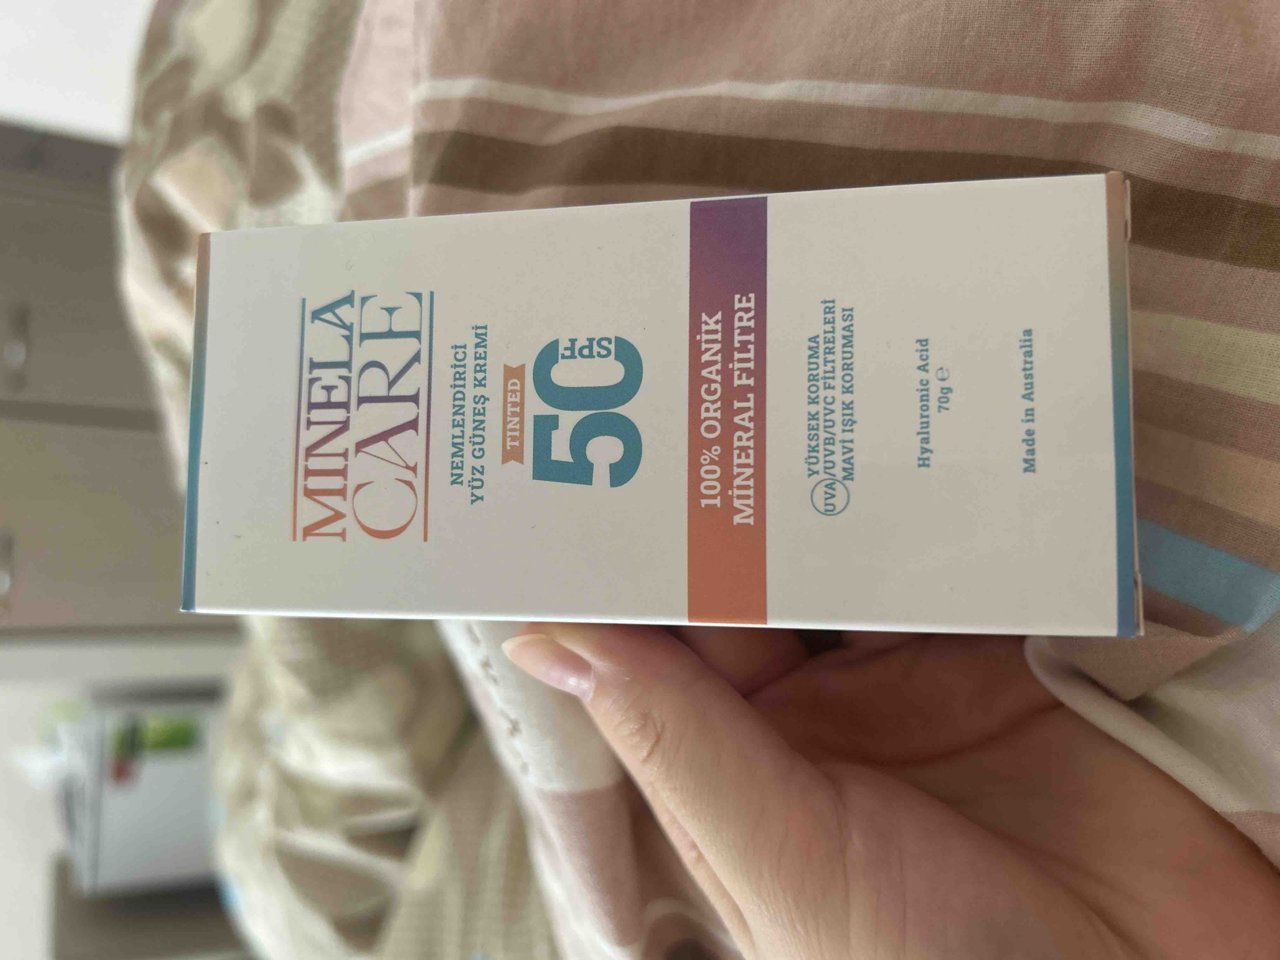 MINELA
CARE
NEMLENDİRİCİ
YÜZ GÜNEŞ KREMİ
TINTED
50
SPF
100% ORGANİK
MİNERAL FİLTRE
YÜKSEK KORUMA
UVA/UVB/UVC FİLTRELERİ
MAVİ IŞIK KORUMASI
Hyaluronic Acid
70g ℮
Made in Australia